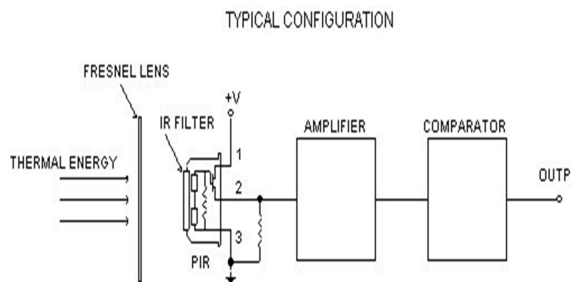 TYPICAL CONFIGURATION
FRESNEL LENS
+V
IR FILTER
AMPLIFIER
COMPARATOR
THERMAL ENERGY
1
2
OUTP
3
PIR